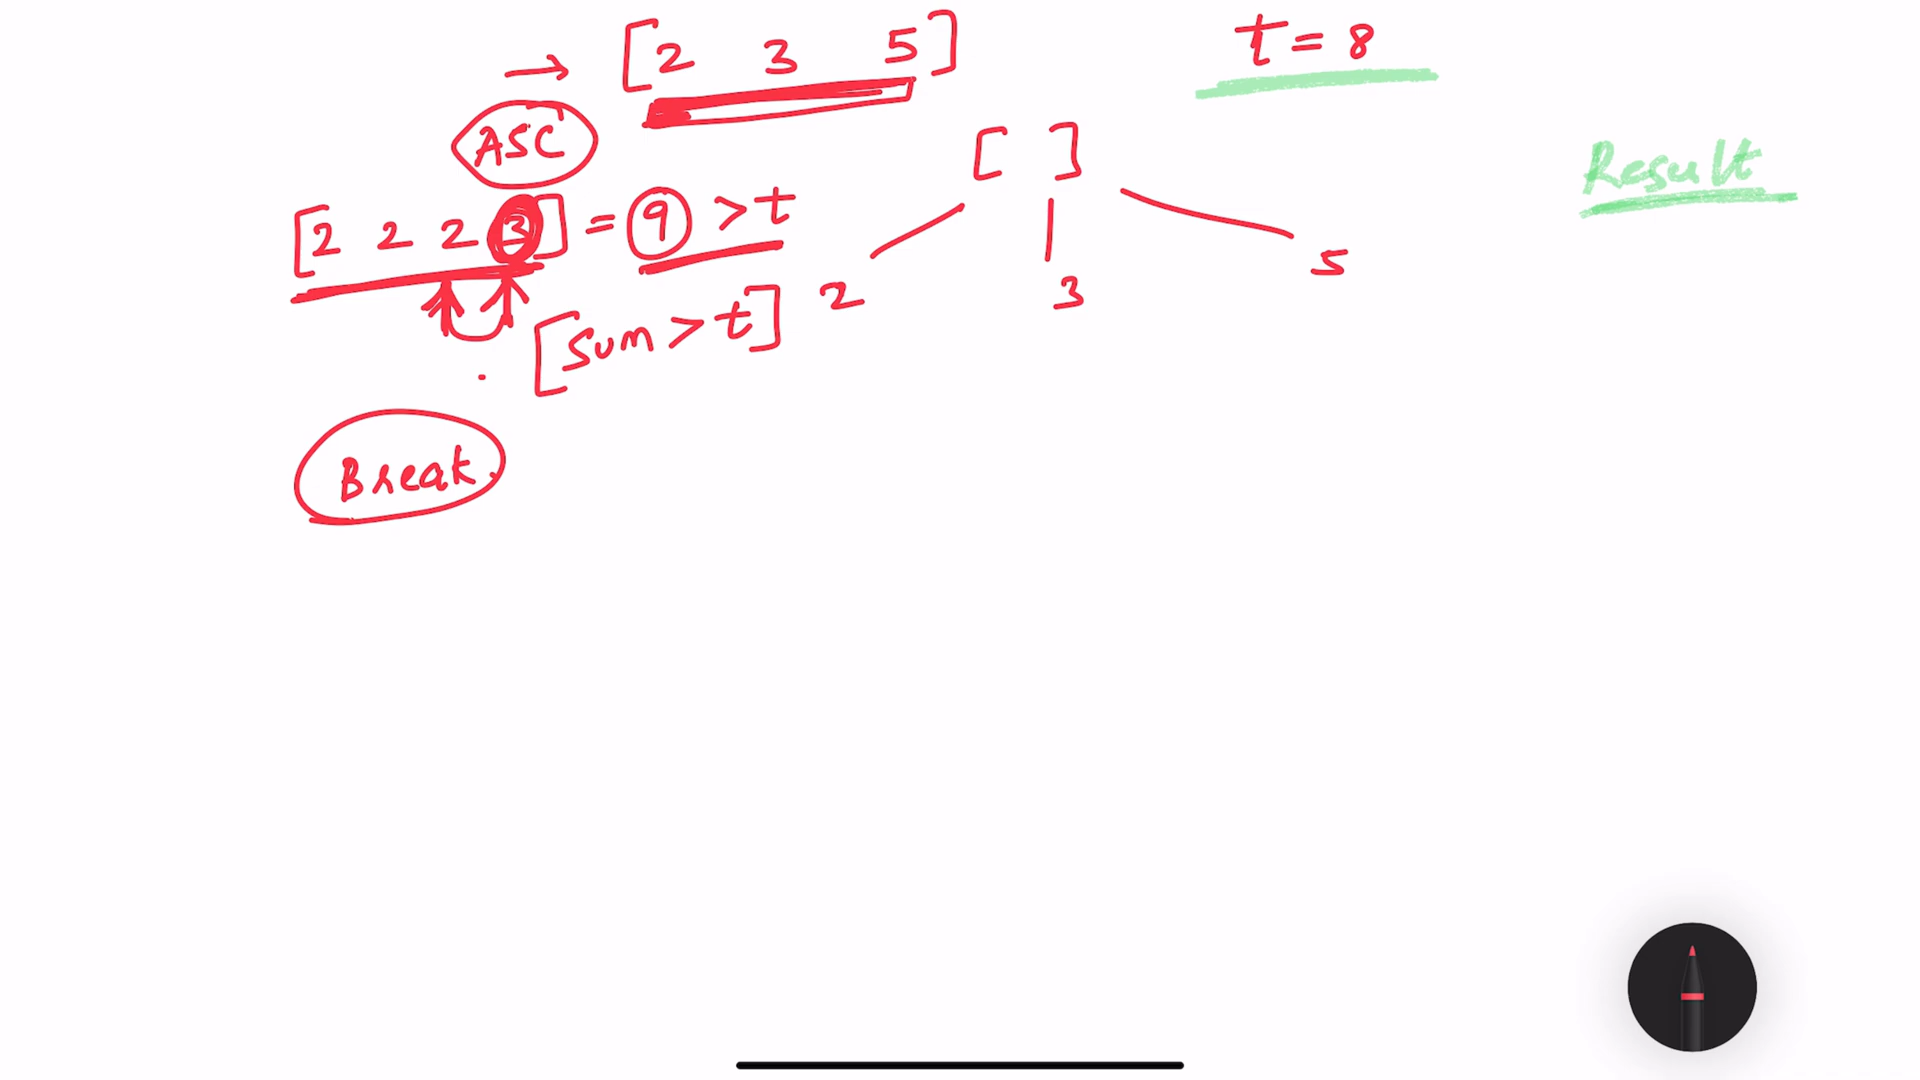 → [2 3 5]
t = 8
ASC
[ ]
Result
[2 2 2 3] = 9 > t
2 3 5
[Sum > t]
Break.